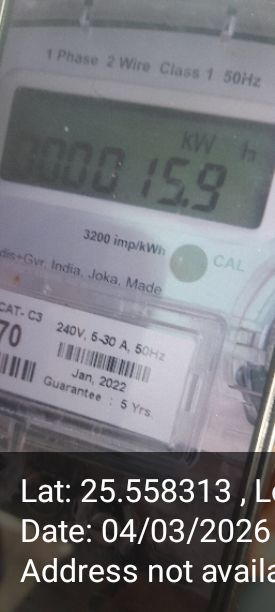 1 Phase 2 Wire Class 1 50Hz
kW h
000015.9
3200 imp/kWh
CAL
dis+Gvr, India, Joka, Made
CAT- C3
70
240V, 5-30 A, 50Hz
Jan, 2022
Guarantee : 5 Yrs.
Lat: 25.558313 , Lo
Date: 04/03/2026
Address not availa